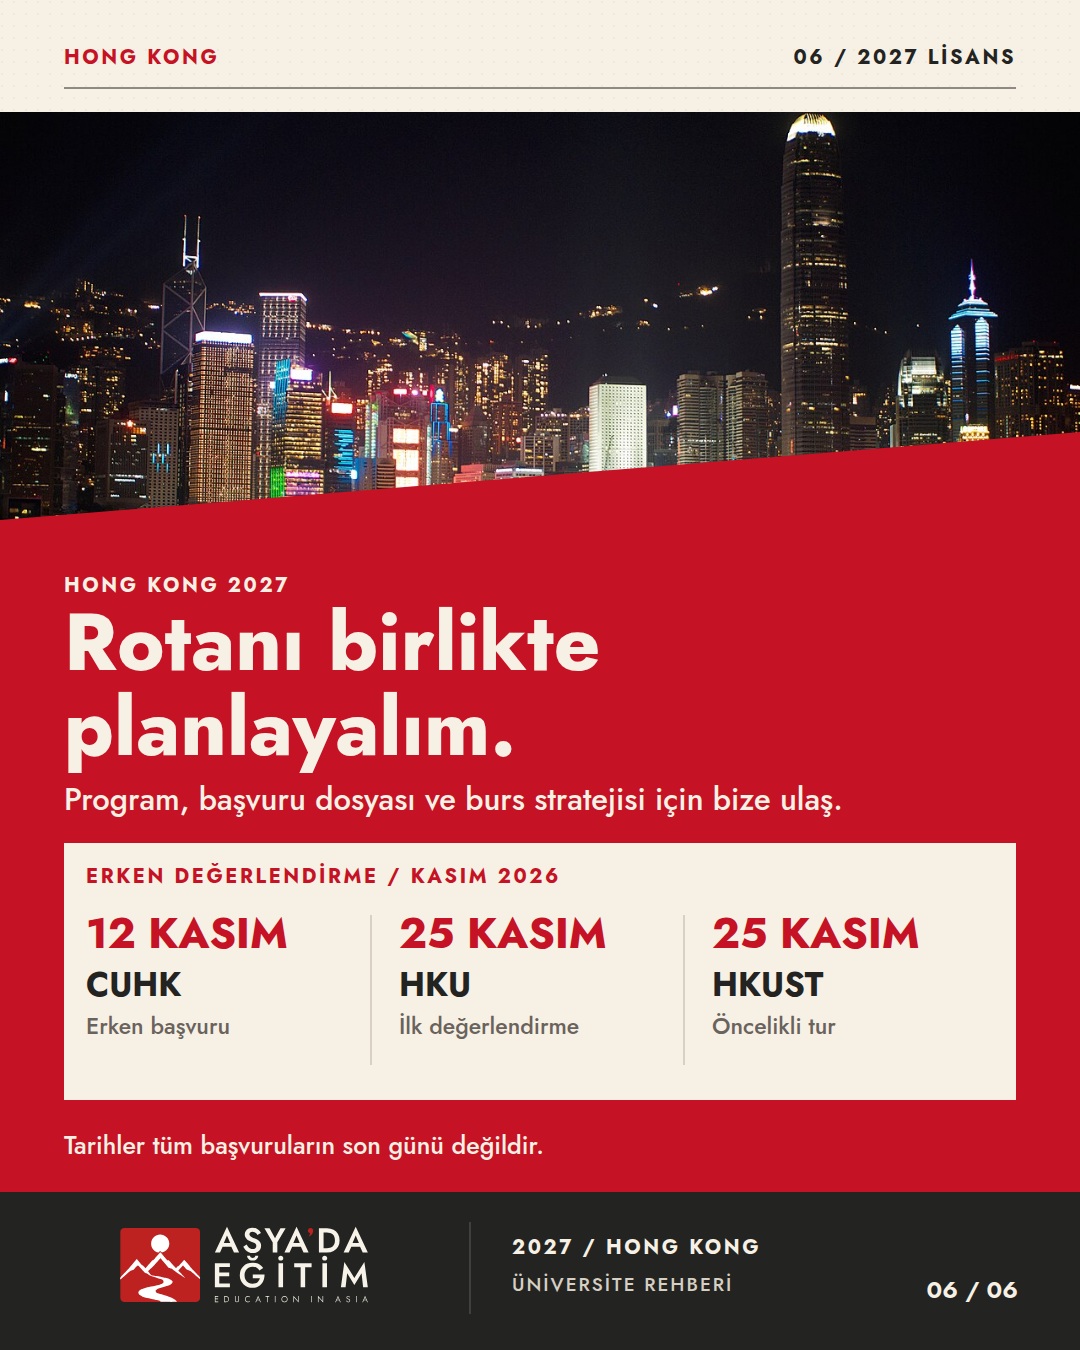 HONG KONG
06 / 2027 LİSANS
HONG KONG 2027
Rotanı birlikte
planlayalım.
Program, başvuru dosyası ve burs stratejisi için bize ulaş.
ERKEN DEĞERLENDİRME / KASIM 2026
12 KASIM
CUHK
Erken başvuru
25 KASIM
HKU
İlk değerlendirme
25 KASIM
HKUST
Öncelikli tur
Tarihler tüm başvuruların son günü değildir.
ASYA'DA
EĞİTİM
EDUCATION IN ASIA
2027 / HONG KONG
ÜNİVERSİTE REHBERİ
06 / 06